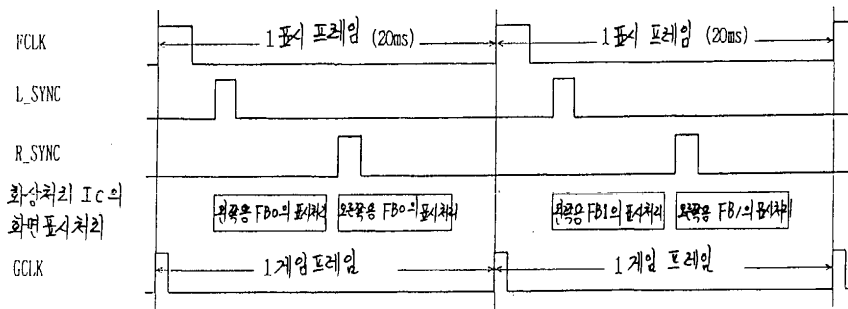 FCLK
1 표시 프레임 (20ms)
1 표시 프레임 (20ms)
L_SYNC
R_SYNC
화상처리 IC의
화면표시처리
왼쪽용 FB0의 표시처리
오른쪽용 FB0의 표시처리
왼쪽용 FB1의 표시처리
오른쪽용 FB1의 표시처리
GCLK
1 게임 프레임
1 게임 프레임